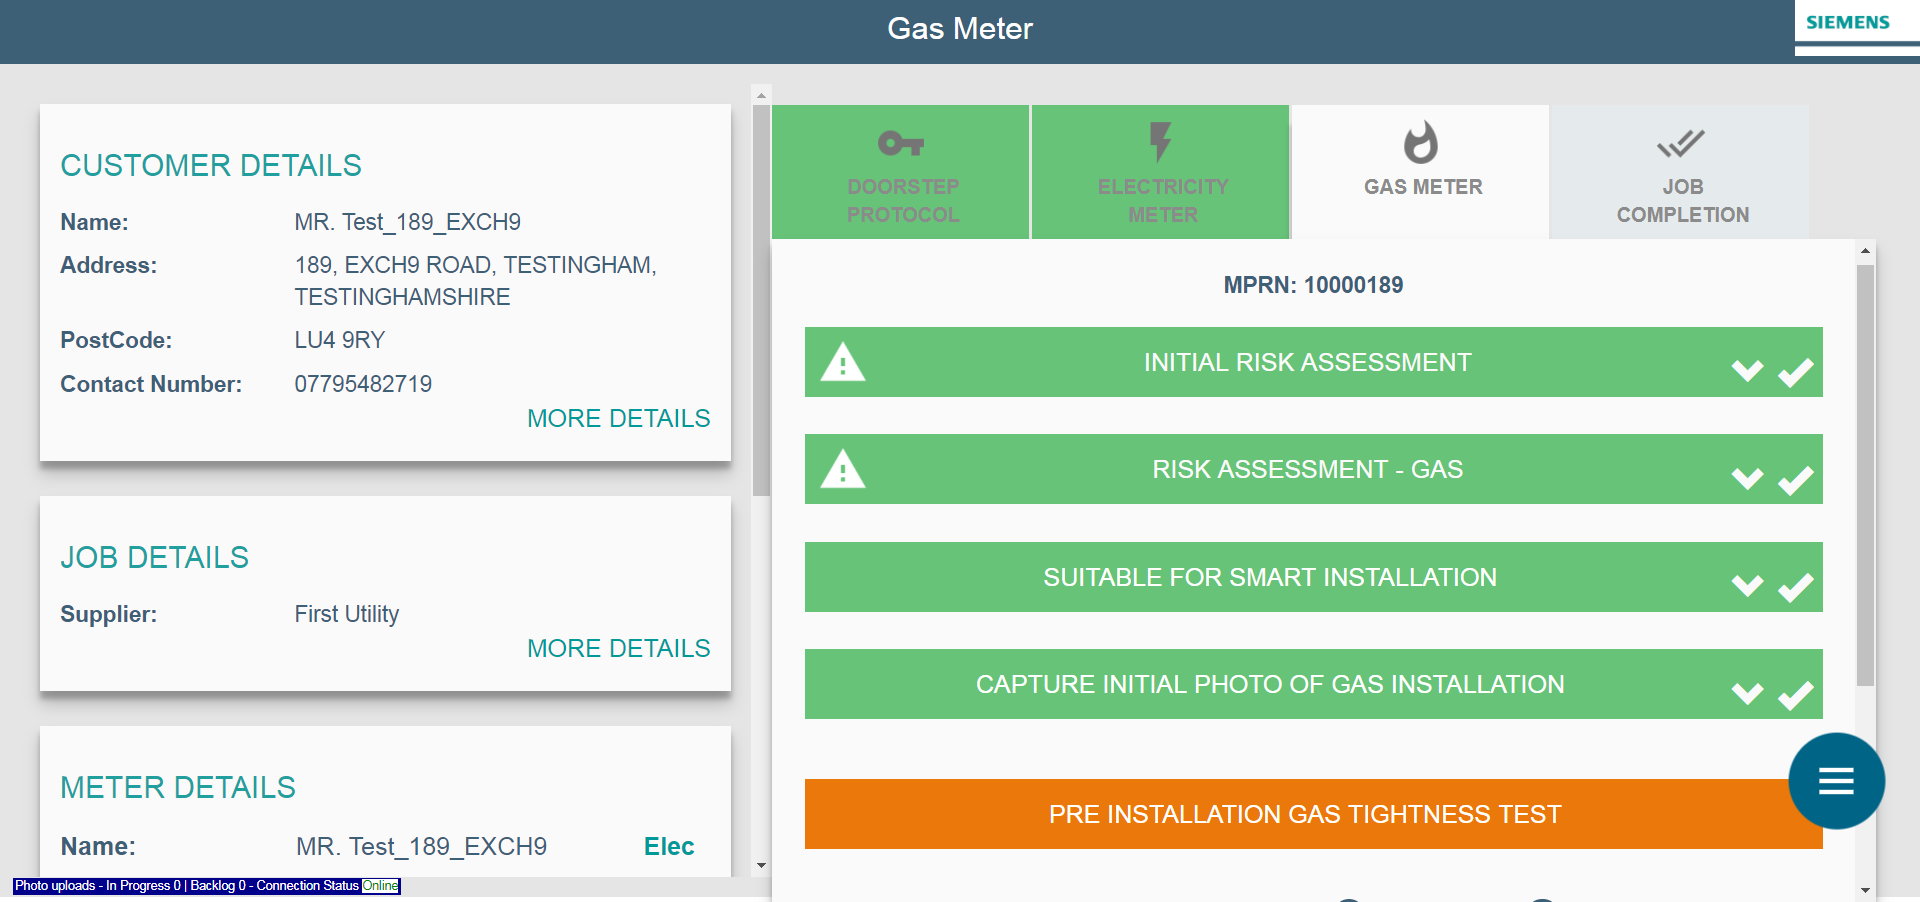 Gas Meter
SIEMENS
CUSTOMER DETAILS
Name: MR. Test_189_EXCH9
Address: 189, EXCH9 ROAD, TESTINGHAM,
TESTINGHAMSHIRE
PostCode: LU4 9RY
Contact Number: 07795482719
MORE DETAILS
JOB DETAILS
Supplier: First Utility
MORE DETAILS
METER DETAILS
Name: MR. Test_189_EXCH9 Elec
Photo uploads - In Progress 0 | Backlog 0 - Connection Status Online
DOORSTEP
PROTOCOL
ELECTRICITY
METER
GAS METER
JOB
COMPLETION
MPRN: 10000189
INITIAL RISK ASSESSMENT
RISK ASSESSMENT - GAS
SUITABLE FOR SMART INSTALLATION
CAPTURE INITIAL PHOTO OF GAS INSTALLATION
PRE INSTALLATION GAS TIGHTNESS TEST